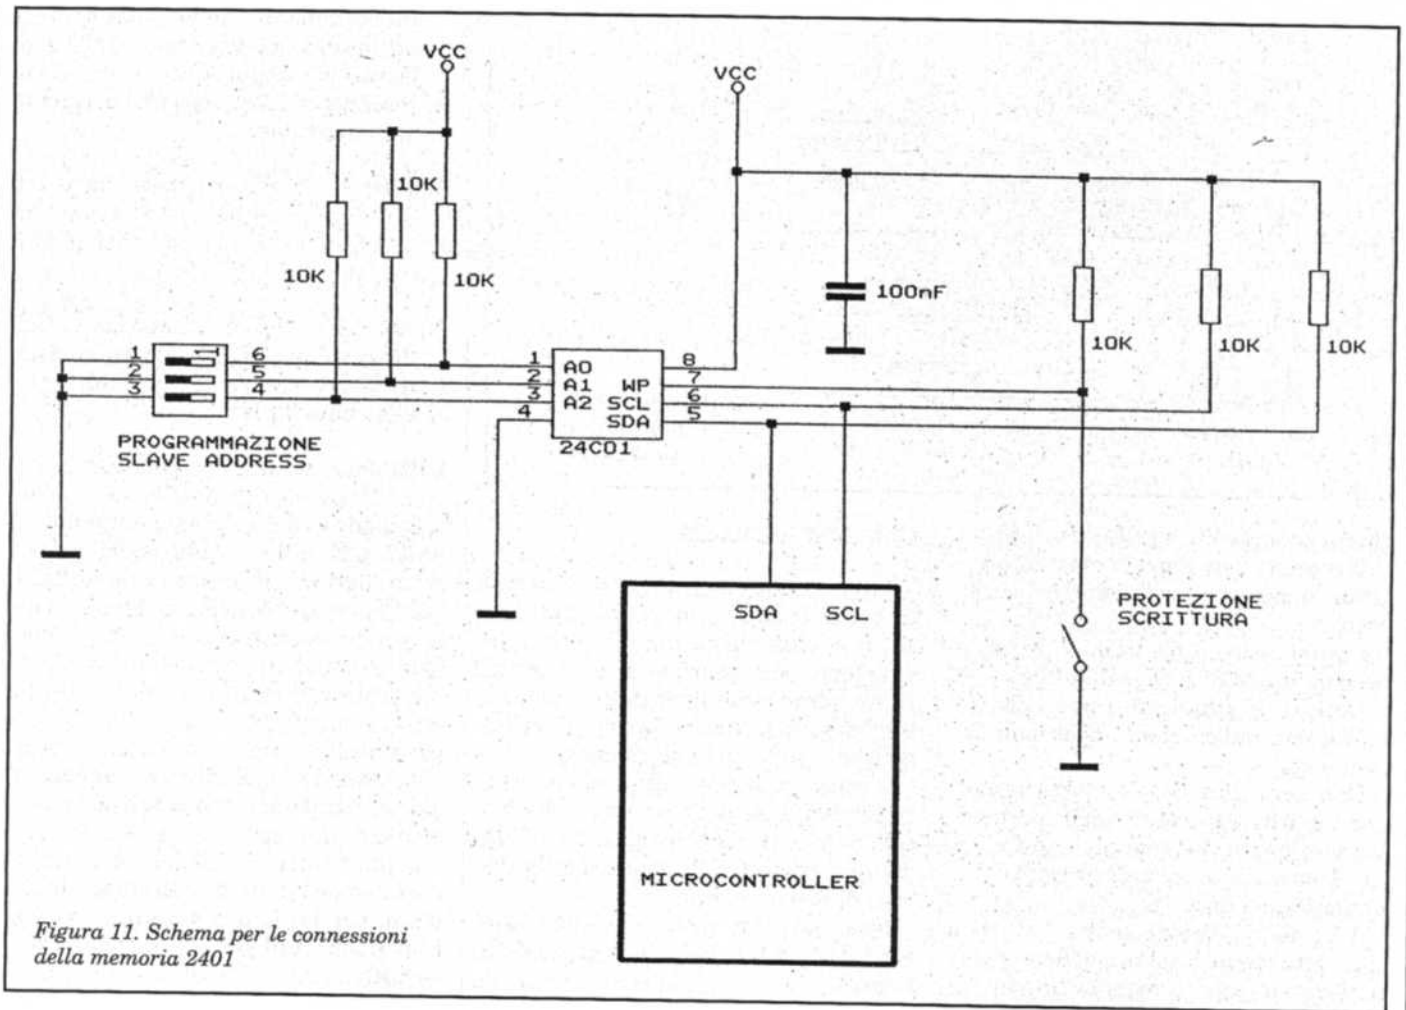 VCC
VCC
10K
10K
10K
100nF
10K
10K
10K
1
2
3
6
5
4
1
2
3
4
A0
A1
A2
WP
SCL
SDA
8
7
6
5
24C01
PROGRAMMAZIONE
SLAVE ADDRESS
SDA SCL
PROTEZIONE
SCRITTURA
MICROCONTROLLER
Figura 11. Schema per le connessioni
della memoria 2401